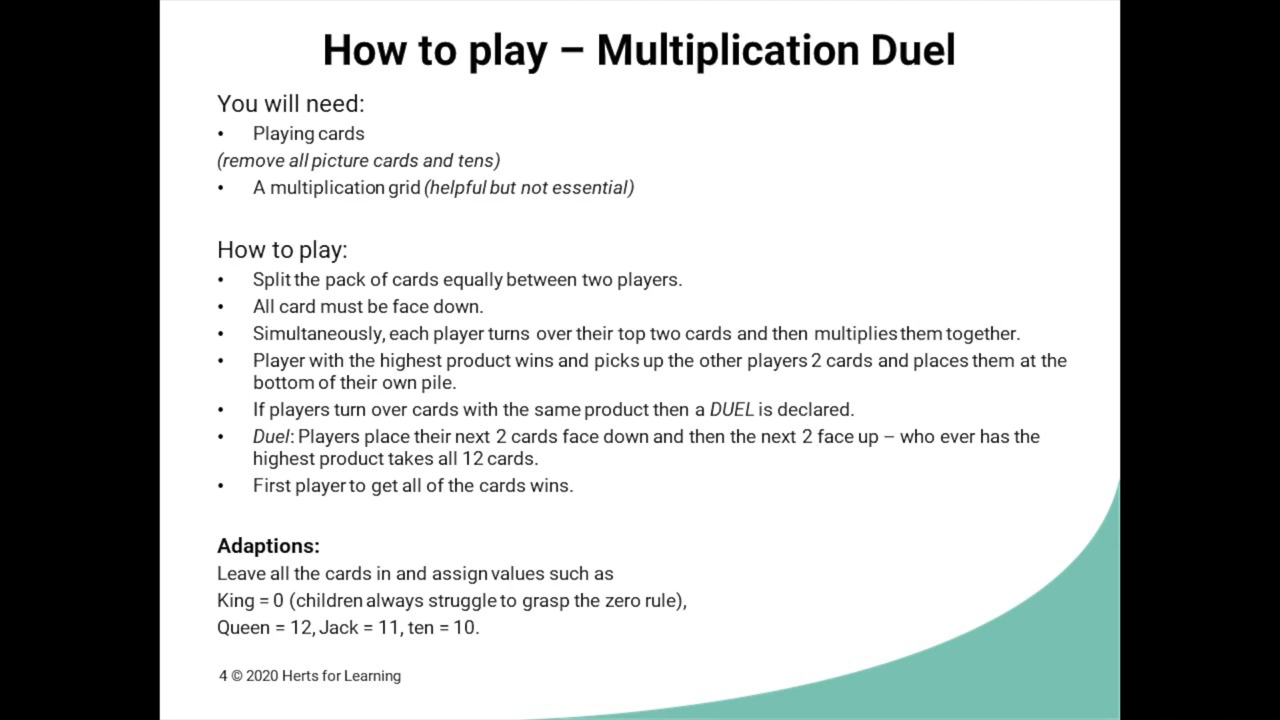 How to play – Multiplication Duel
You will need:
• Playing cards
(remove all picture cards and tens)
• A multiplication grid (helpful but not essential)
How to play:
• Split the pack of cards equally between two players.
• All card must be face down.
• Simultaneously, each player turns over their top two cards and then multiplies them together.
• Player with the highest product wins and picks up the other players 2 cards and places them at the
bottom of their own pile.
• If players turn over cards with the same product then a DUEL is declared.
• Duel: Players place their next 2 cards face down and then the next 2 face up – who ever has the
highest product takes all 12 cards.
• First player to get all of the cards wins.
Adaptions:
Leave all the cards in and assign values such as
King = 0 (children always struggle to grasp the zero rule),
Queen = 12, Jack = 11, ten = 10.
4 © 2020 Herts for Learning